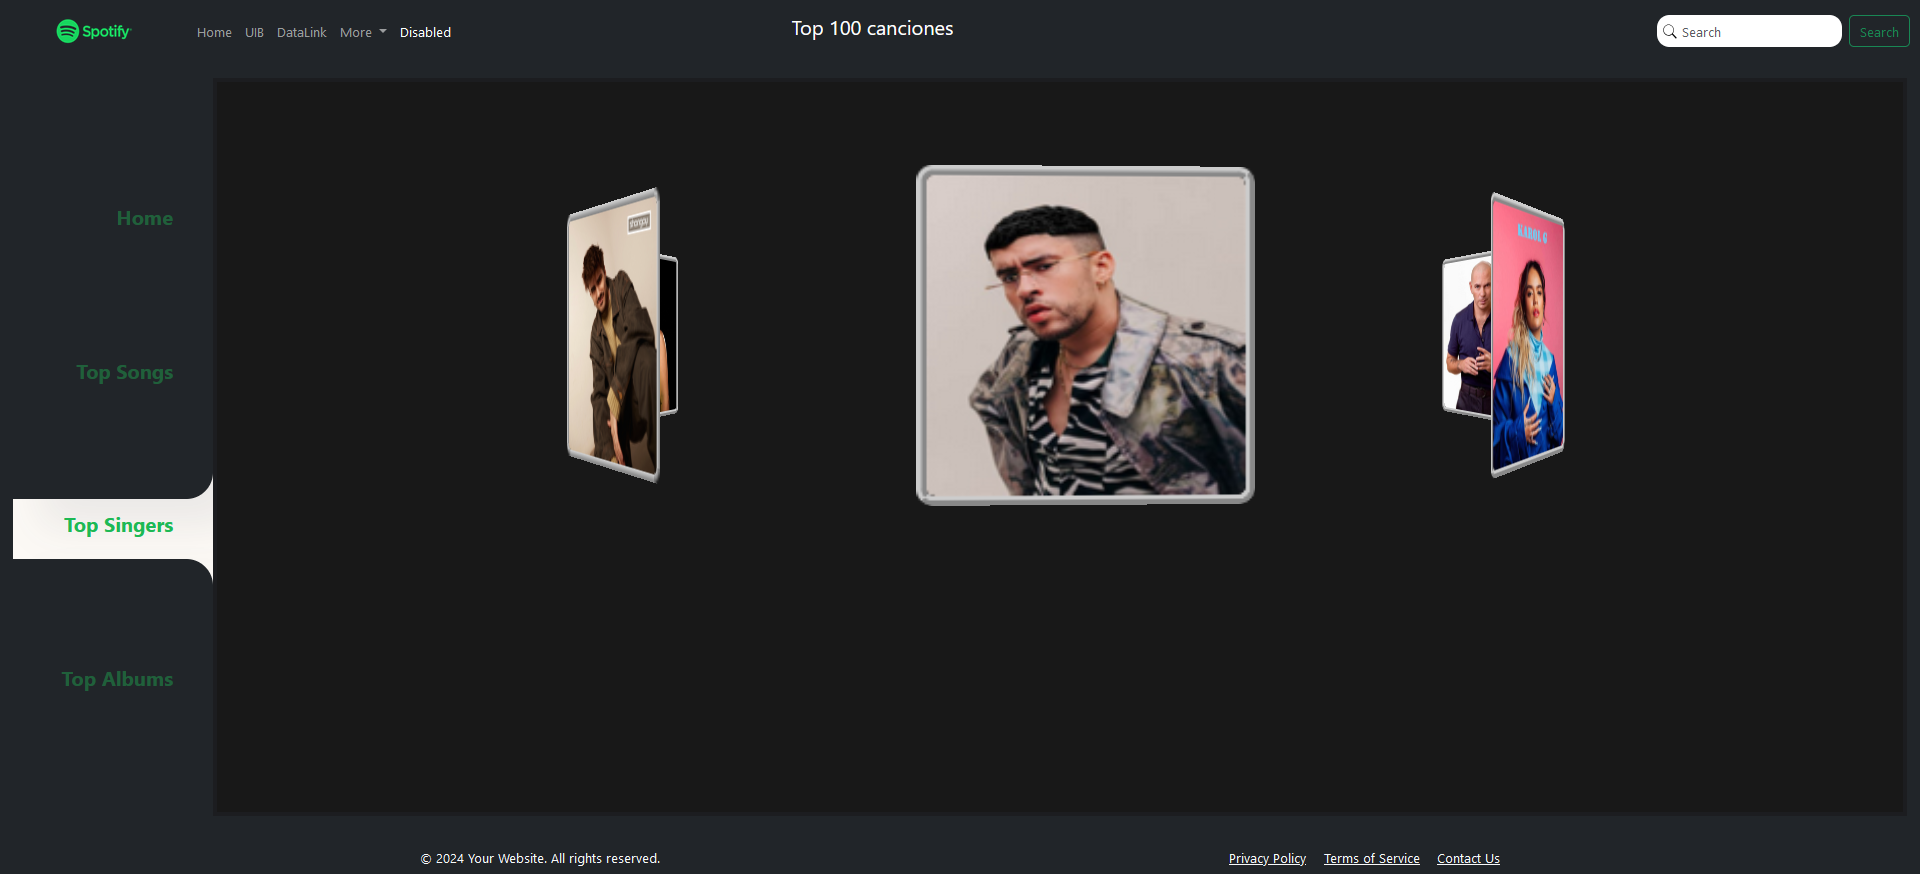 Spotify
Home UIB DataLink More Disabled
Top 100 canciones
Search
Search
Home
Top Songs
Top Singers
Top Albums
KAROL G
© 2024 Your Website. All rights reserved.
Privacy Policy Terms of Service Contact Us